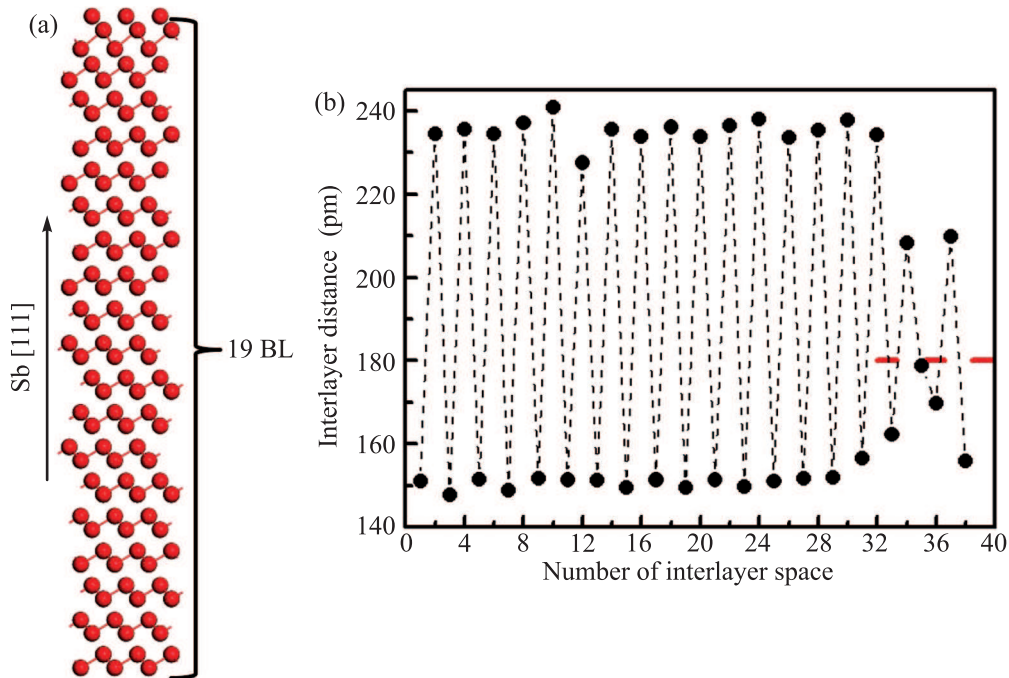 (a)
Sb [111]
19 BL
(b)
Interlayer distance (pm)
240
220
200
180
160
140
0 4 8 12 16 20 24 28 32 36 40
Number of interlayer space